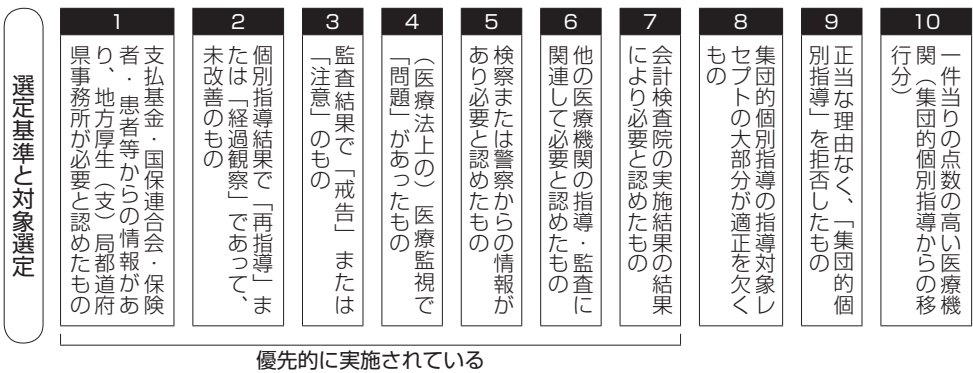 選定基準と対象選定
1
支払基金・国保連合会・保険
者・患者等からの情報があ
り、地方厚生（支）局都道府
県事務所が必要と認めたもの
2
個別指導結果で「再指導」ま
たは「経過観察」であって、
未改善のもの
3
監査結果で「戒告」または
「注意」のもの
4
（医療法上の）医療監視で
「問題」があったもの
5
検察または警察からの情報が
あり必要と認めたもの
6
他の医療機関の指導・監査に
関連して必要と認めたもの
7
会計検査院の実施結果の結果
により必要と認めたもの
8
集団的個別指導の指導対象レ
セプトの大部分が適正を欠く
もの
9
正当な理由なく、「集団的個
別指導」を拒否したもの
10
一件当りの点数の高い医療機
関（集団的個別指導からの移
行分）
優先的に実施されている